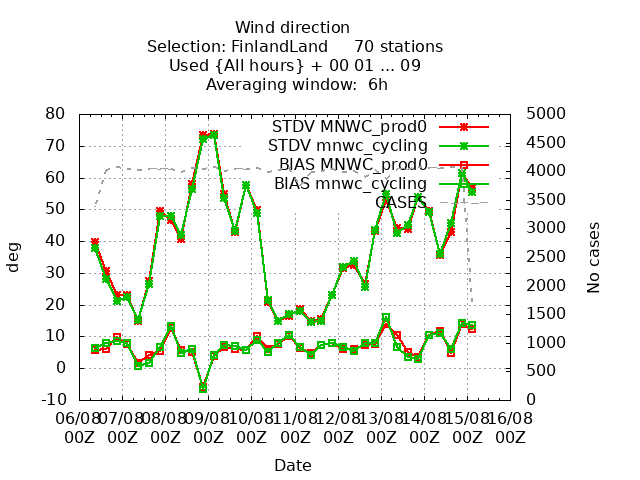 Wind direction
Selection: FinlandLand 70 stations
Used {All hours} + 00 01 ... 09
Averaging window: 6h
80
70
60
50
40
30
20
10
0
-10
deg
5000
4500
4000
3500
3000
2500
2000
1500
1000
500
0
No cases
STDV MNWC_prod0
STDV mnwc_cycling
BIAS MNWC_prod0
BIAS mnwc_cycling
CASES
06/08 07/08 08/08 09/08 10/08 11/08 12/08 13/08 14/08 15/08 16/08
00Z 00Z 00Z 00Z 00Z 00Z 00Z 00Z 00Z 00Z 00Z
Date